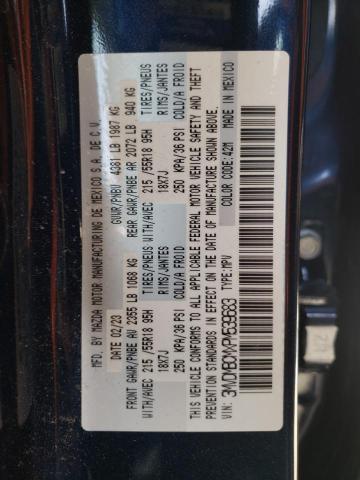 MFD. BY MAZDA MOTOR MANUFACTURING DE MEXICO S.A. DE C.V.
DATE: 02/23 GVWR/PNBV 4381 LB 1987 KG
FRONT GAWR/PNBE AV 2355 LB 1068 KG REAR GAWR/PNBE AR 2072 LB 940 KG
WITH/AVEC 215 /55R18 95H TIRES/PNEUS WITH/AVEC 215 /55R18 95H TIRES/PNEUS
18X7J RIMS/JANTES 18X7J RIMS/JANTES
250 KPA/36 PSI COLD/A FROID 250 KPA/36 PSI COLD/A FROID
THIS VEHICLE CONFORMS TO ALL APPLICABLE FEDERAL MOTOR VEHICLE SAFETY AND THEFT
PREVENTION STANDARDS IN EFFECT ON THE DATE OF MANUFACTURE SHOWN ABOVE.
VIN: TYPE: MPV COLOR CODE: 42M MADE IN MEXICO